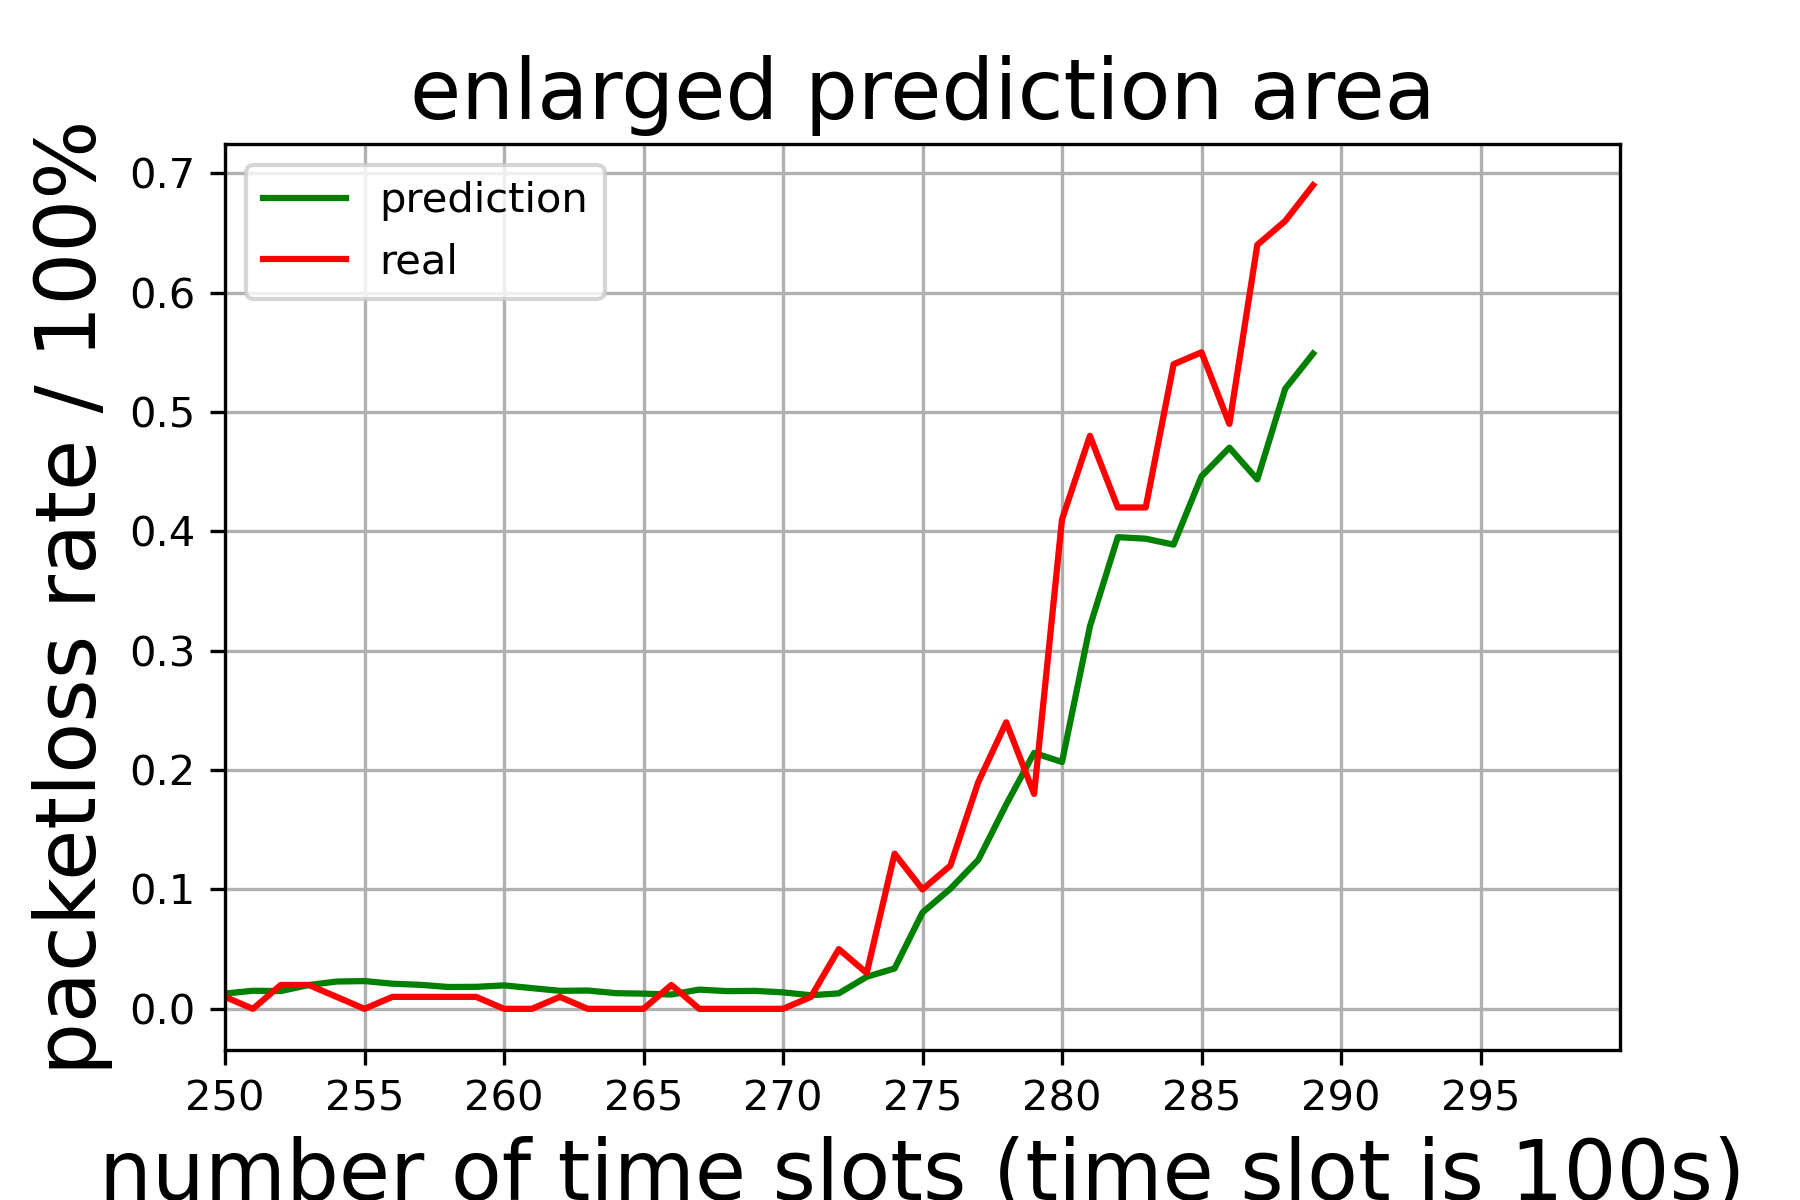 enlarged prediction area
packetloss rate / 100%
0.7
0.6
0.5
0.4
0.3
0.2
0.1
0.0
prediction
real
250 255 260 265 270 275 280 285 290 295
number of time slots (time slot is 100s)